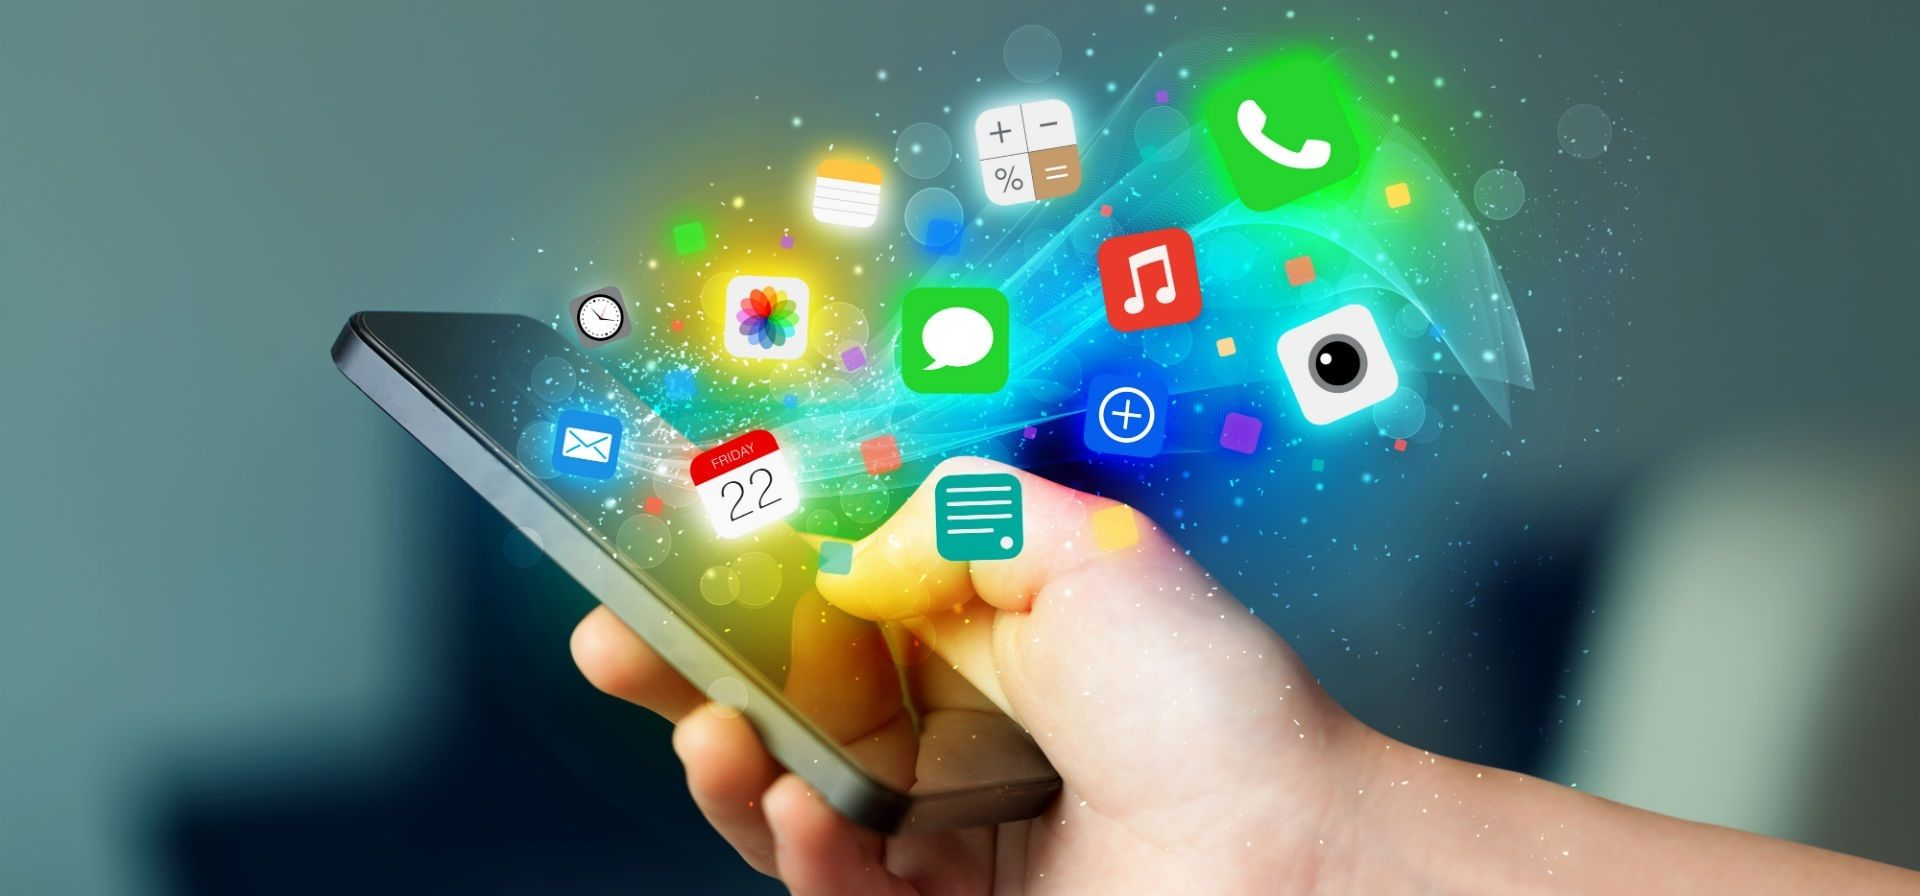 + −
% =
FRIDAY
22